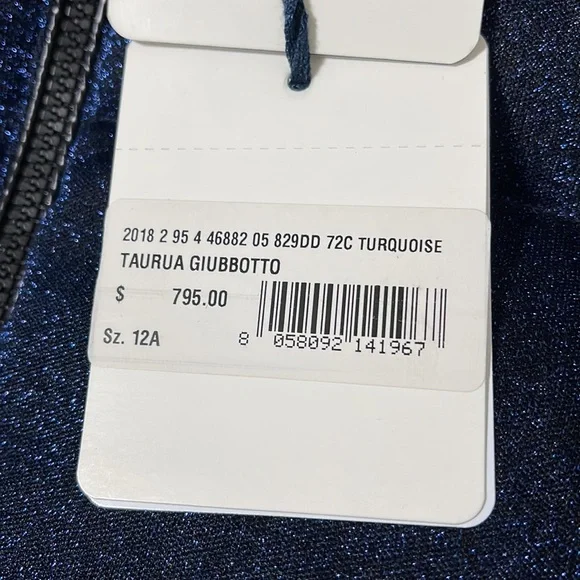 2018 2 95 4 46882 05 829DD 72C TURQUOISE
TAURUA GIUBBOTTO
$ 795.00
Sz. 12A
8 058092 141967